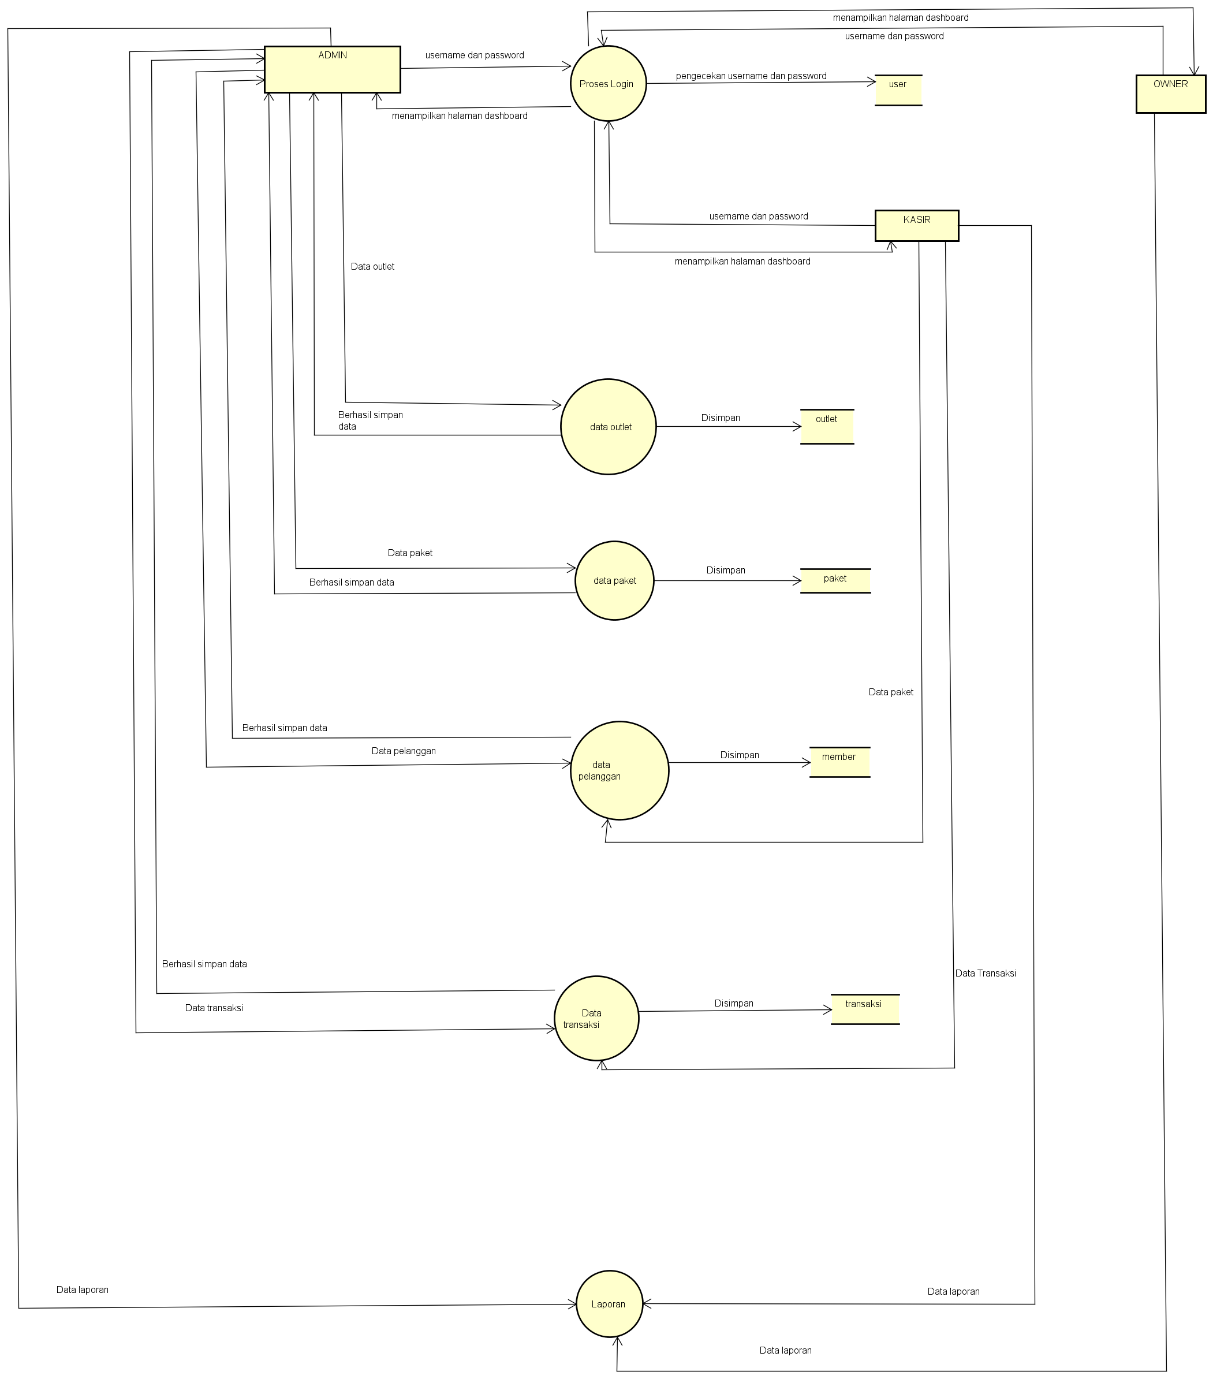 menampilkan halaman dashboard
username dan password
ADMIN
username dan password
Proses Login
pengecekan username dan password
user
OWNER
menampilkan halaman dashboard
username dan password
KASIR
menampilkan halaman dashboard
Data outlet
Berhasil simpan
data
data outlet
Disimpan
outlet
Data paket
Berhasil simpan data
data paket
Disimpan
paket
Data paket
Berhasil simpan data
Data pelanggan
data
pelanggan
Disimpan
member
Berhasil simpan data
Data transaksi
Data
transaksi
Disimpan
transaksi
Data Transaksi
Data laporan
Laporan
Data laporan
Data laporan